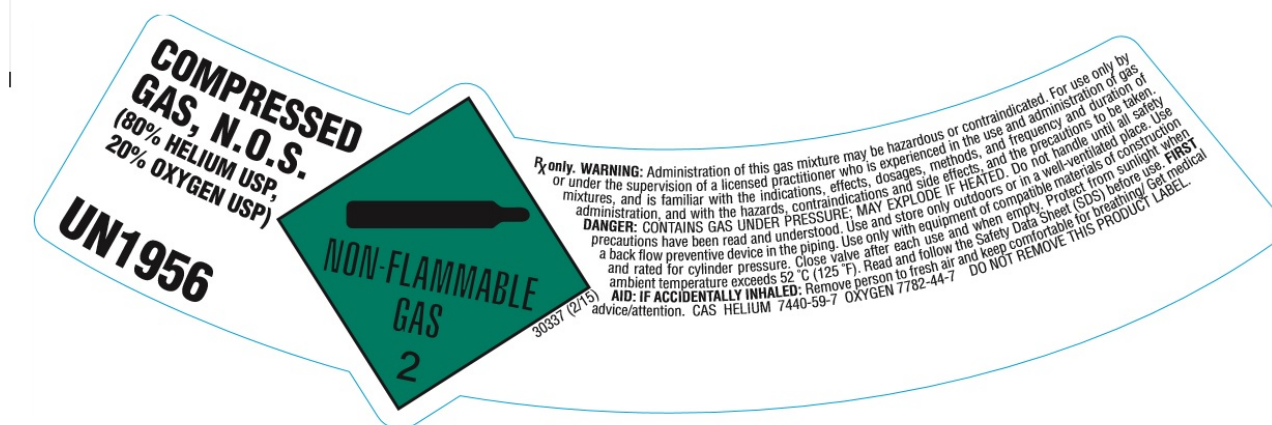 COMPRESSED
GAS, N.O.S.
(80% HELIUM USP,
20% OXYGEN USP)
UN1956
NON-FLAMMABLE
GAS
2
30337 (2/15)
Rx only. WARNING: Administration of this gas mixture may be hazardous or contraindicated. For use only by
or under the supervision of a licensed practitioner who is experienced in the use and administration of gas
mixtures, and is familiar with the indications, effects, dosages, methods, and frequency and duration of
administration, and with the hazards, contraindications and side effects, and the precautions to be taken.
DANGER: CONTAINS GAS UNDER PRESSURE; MAY EXPLODE IF HEATED. Do not handle until all safety
precautions have been read and understood. Use and store only outdoors or in a well-ventilated place. Use
a back flow preventive device in the piping. Use only with equipment of compatible materials of construction
and rated for cylinder pressure. Close valve after each use and when empty. Protect from sunlight when
ambient temperature exceeds 52 °C (125 °F). Read and follow the Safety Data Sheet (SDS) before use. FIRST
AID: IF ACCIDENTALLY INHALED: Remove person to fresh air and keep comfortable for breathing/ Get medical
advice/attention. CAS HELIUM 7440-59-7 OXYGEN 7782-44-7 DO NOT REMOVE THIS PRODUCT LABEL.